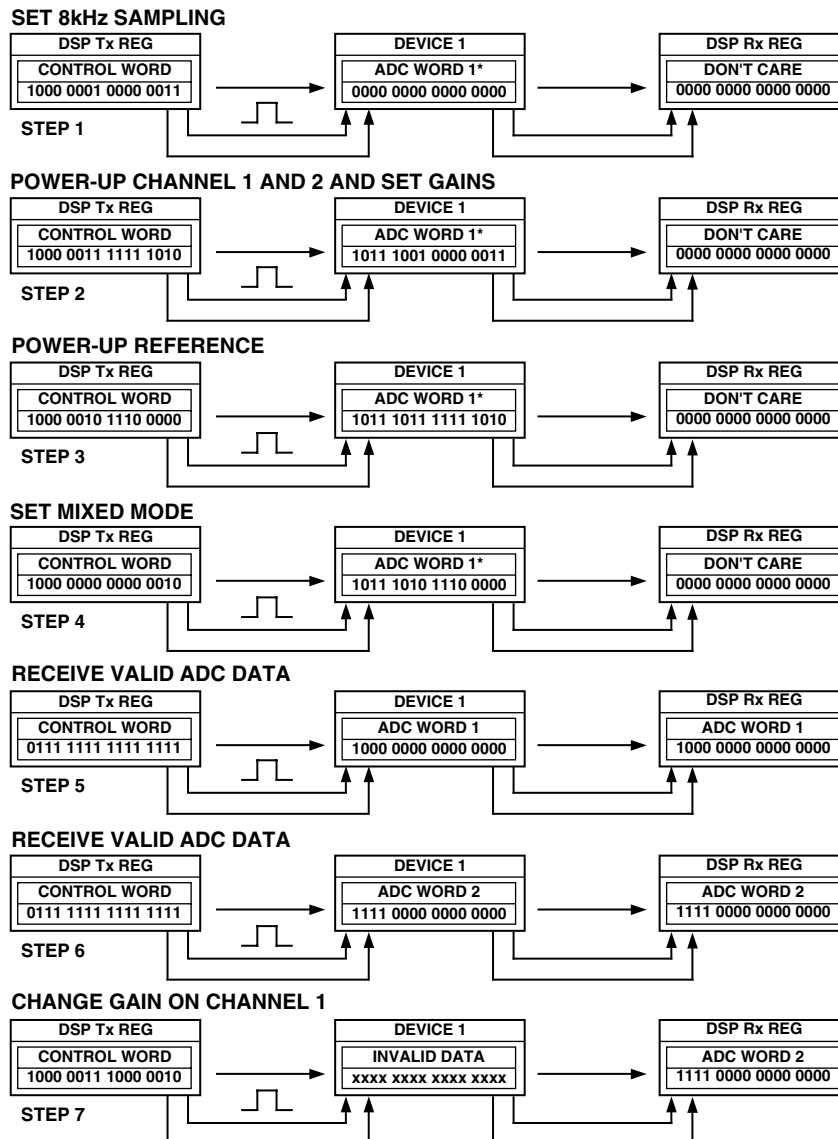 SET 8kHz SAMPLING
DSP Tx REG DEVICE 1 DSP Rx REG
CONTROL WORD ADC WORD 1* DON'T CARE
1000 0001 0000 0011 0000 0000 0000 0000 0000 0000 0000 0000
STEP 1
POWER-UP CHANNEL 1 AND 2 AND SET GAINS
DSP Tx REG DEVICE 1 DSP Rx REG
CONTROL WORD ADC WORD 1* DON'T CARE
1000 0011 1111 1010 1011 1001 0000 0011 0000 0000 0000 0000
STEP 2
POWER-UP REFERENCE
DSP Tx REG DEVICE 1 DSP Rx REG
CONTROL WORD ADC WORD 1* DON'T CARE
1000 0010 1110 0000 1011 1011 1111 1010 0000 0000 0000 0000
STEP 3
SET MIXED MODE
DSP Tx REG DEVICE 1 DSP Rx REG
CONTROL WORD ADC WORD 1* DON'T CARE
1000 0000 0000 0010 1011 1010 1110 0000 0000 0000 0000 0000
STEP 4
RECEIVE VALID ADC DATA
DSP Tx REG DEVICE 1 DSP Rx REG
CONTROL WORD ADC WORD 1 ADC WORD 1
0111 1111 1111 1111 1000 0000 0000 0000 1000 0000 0000 0000
STEP 5
RECEIVE VALID ADC DATA
DSP Tx REG DEVICE 1 DSP Rx REG
CONTROL WORD ADC WORD 2 ADC WORD 2
0111 1111 1111 1111 1111 0000 0000 0000 1111 0000 0000 0000
STEP 6
CHANGE GAIN ON CHANNEL 1
DSP Tx REG DEVICE 1 DSP Rx REG
CONTROL WORD INVALID DATA ADC WORD 2
1000 0011 1000 0010 xxxx xxxx xxxx xxxx 1111 0000 0000 0000
STEP 7